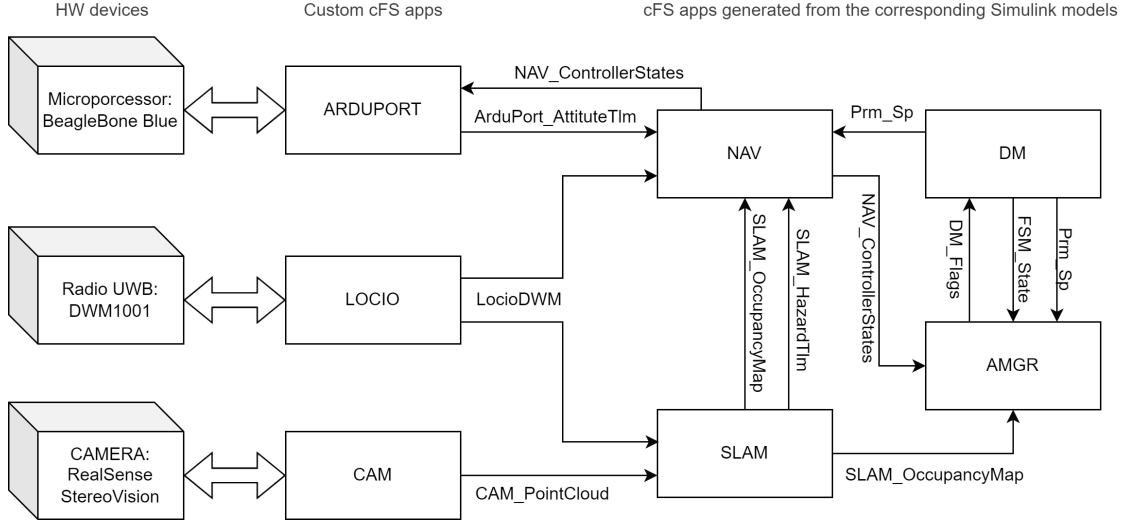 HW devices
Custom cFS apps
cFS apps generated from the corresponding Simulink models
Microporcessor:
BeagleBone Blue
ARDUPORT
NAV_ControllerStates
ArduPort_AttituteTlm
NAV
Prm_Sp
DM
Radio UWB:
DWM1001
LOCIO
LocioDWM
SLAM_OccupancyMap
SLAM_HazardTlm
NAV_ControllerStates
DM_Flags
FSM_State
Prm_Sp
AMGR
CAMERA:
RealSense
StereoVision
CAM
CAM_PointCloud
SLAM
SLAM_OccupancyMap